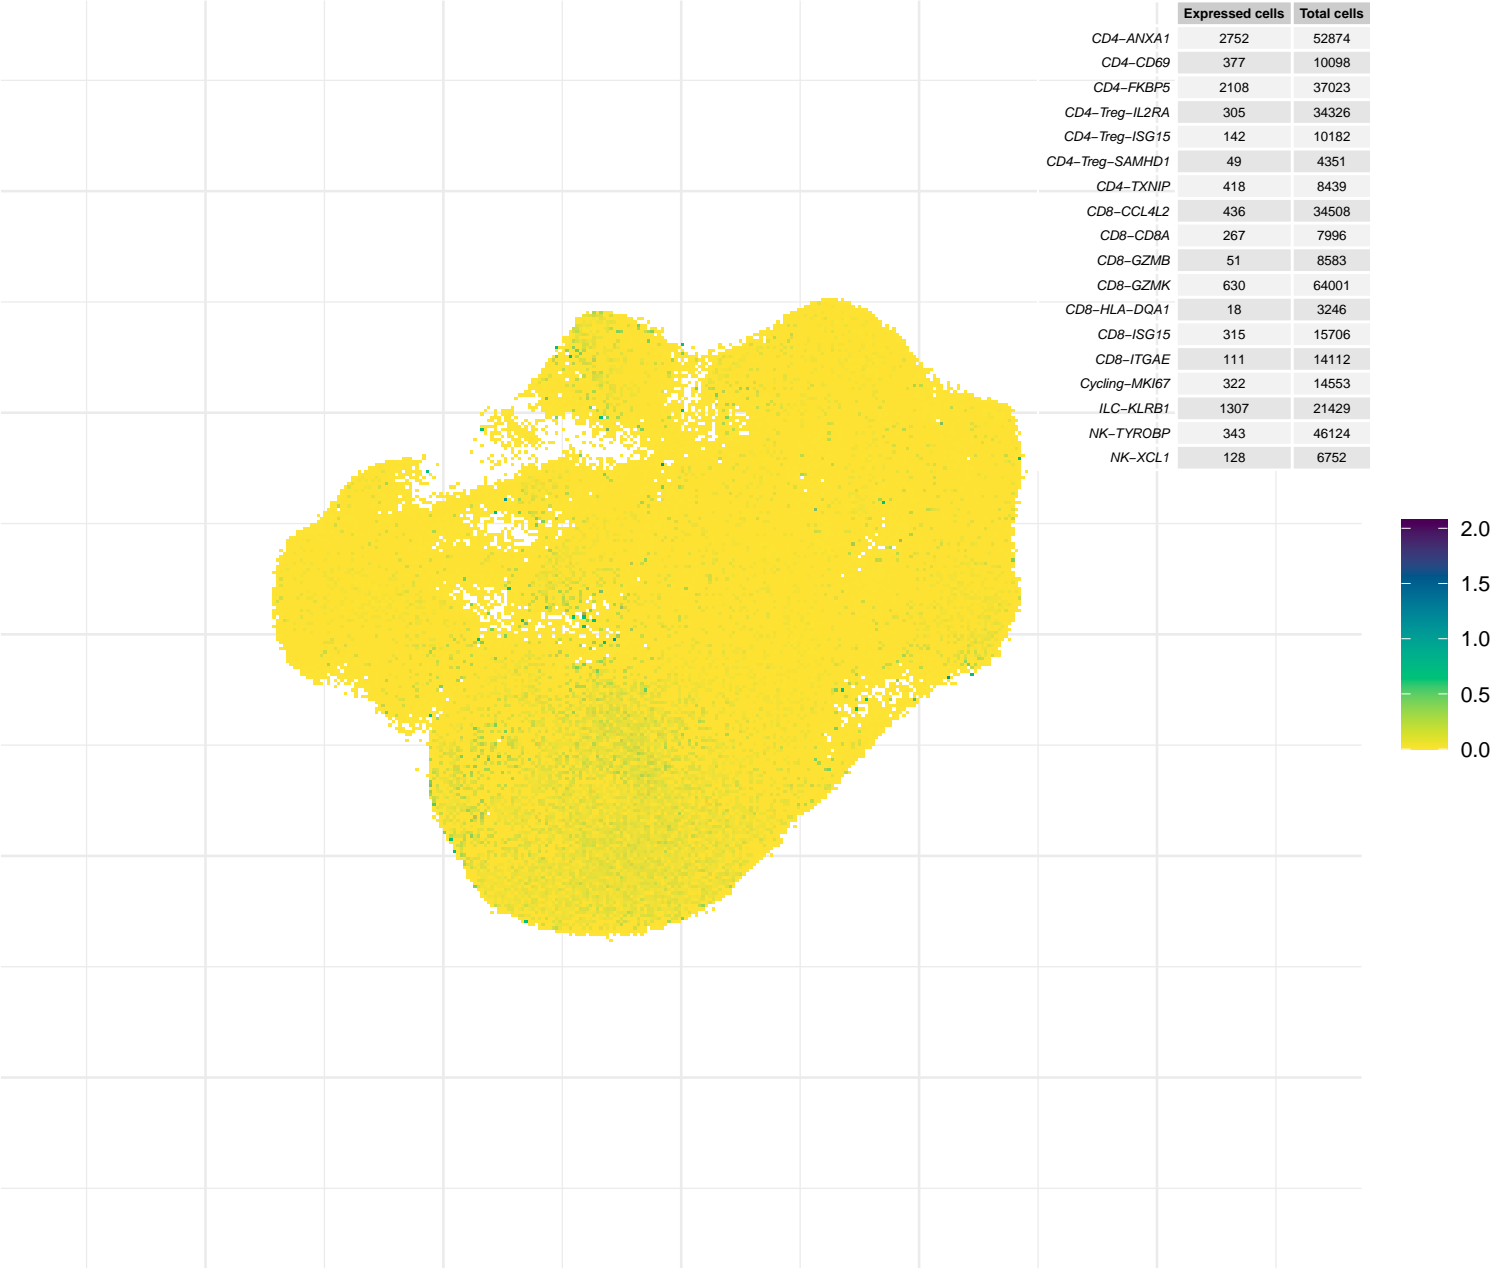 Expressed cells Total cells
CD4−ANXA1 2752 52874
CD4−CD69 377 10098
CD4−FKBP5 2108 37023
CD4−Treg−IL2RA 305 34326
CD4−Treg−ISG15 142 10182
CD4−Treg−SAMHD1 49 4351
CD4−TXNIP 418 8439
CD8−CCL4L2 436 34508
CD8−CD8A 267 7996
CD8−GZMB 51 8583
CD8−GZMK 630 64001
CD8−HLA−DQA1 18 3246
CD8−ISG15 315 15706
CD8−ITGAE 111 14112
Cycling−MKI67 322 14553
ILC−KLRB1 1307 21429
NK−TYROBP 343 46124
NK−XCL1 128 6752
2.0
1.5
1.0
0.5
0.0